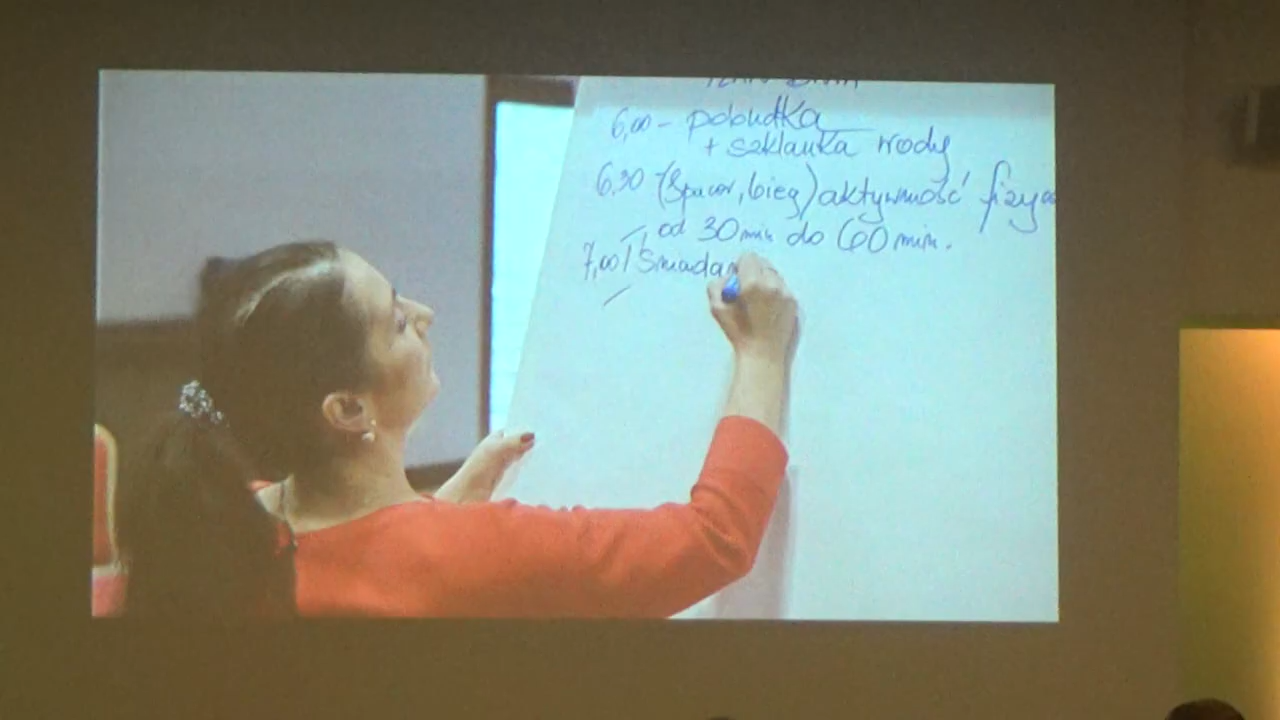 6,00 - pobudka
+ szklanka wody
6,30 (Spacer, bieg) aktywność fizycz
od 30 min do 60 min.
7,00 Śniadan